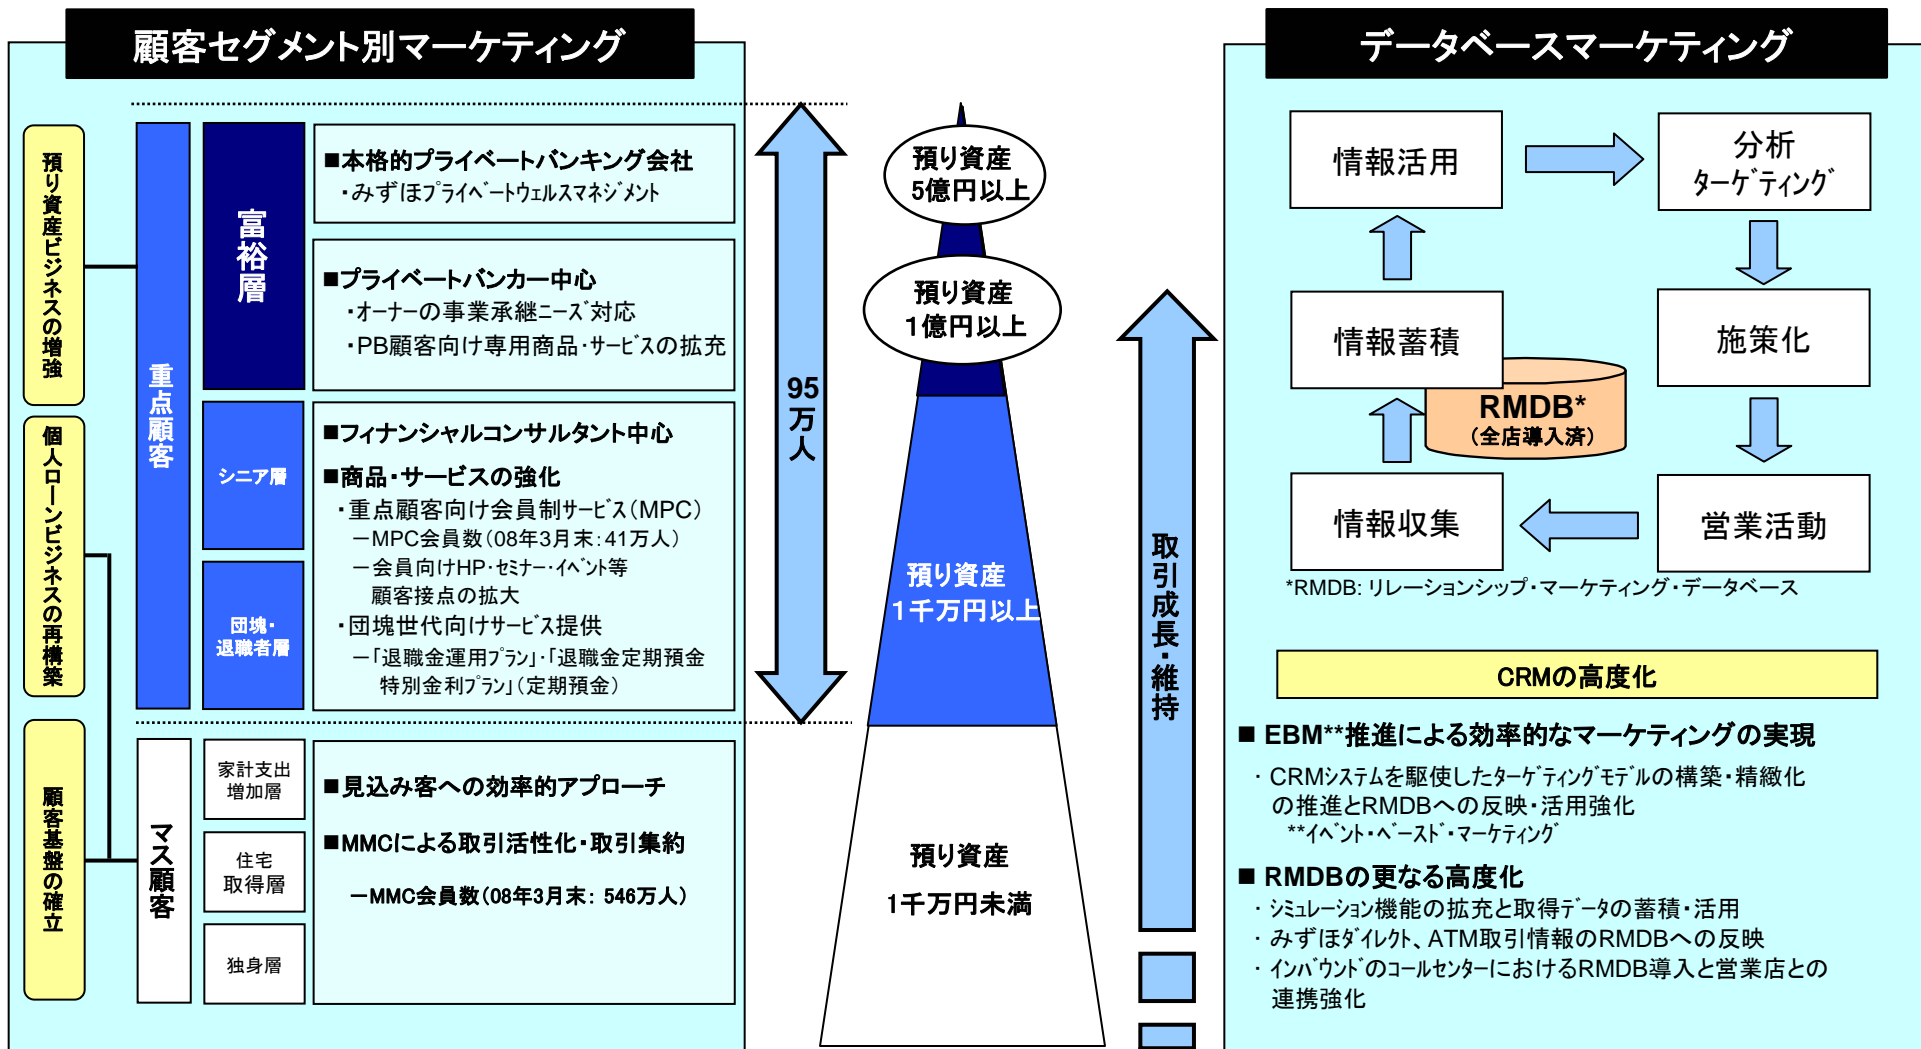 顧客セグメント別マーケティング
預り資産ビジネスの増強
個人ローンビジネスの再構築
顧客基盤の確立
重点顧客
富裕層
■本格的プライベートバンキング会社
・みずほプライベートウェルスマネジメント
■プライベートバンカー中心
・オーナーの事業承継ニーズ対応
・PB顧客向け専用商品・サービスの拡充
シニア層
団塊・
退職者層
■フィナンシャルコンサルタント中心
■商品・サービスの強化
・重点顧客向け会員制サービス(MPC)
－MPC会員数(08年3月末:41万人)
－会員向けHP・セミナー・イベント等
顧客接点の拡大
・団塊世代向けサービス提供
－「退職金運用プラン」・「退職金定期預金
特別金利プラン」(定期預金)
マス顧客
家計支出
増加層
住宅
取得層
独身層
■見込み客への効率的アプローチ
■MMCによる取引活性化・取引集約
－MMC会員数(08年3月末: 546万人)
95
万人
預り資産
5億円以上
預り資産
1億円以上
預り資産
1千万円以上
預り資産
1千万円未満
取引成長・維持
データベースマーケティング
情報活用
分析
ターゲティング
情報蓄積
施策化
RMDB*
(全店導入済)
情報収集
営業活動
*RMDB: リレーションシップ・マーケティング・データベース
CRMの高度化
■ EBM**推進による効率的なマーケティングの実現
・CRMシステムを駆使したターゲティングモデルの構築・精緻化
の推進とRMDBへの反映・活用強化
**イベント・ベースド・マーケティング
■ RMDBの更なる高度化
・シミュレーション機能の拡充と取得データの蓄積・活用
・みずほダイレクト、ATM取引情報のRMDBへの反映
・インバウンドのコールセンターにおけるRMDB導入と営業店との
連携強化